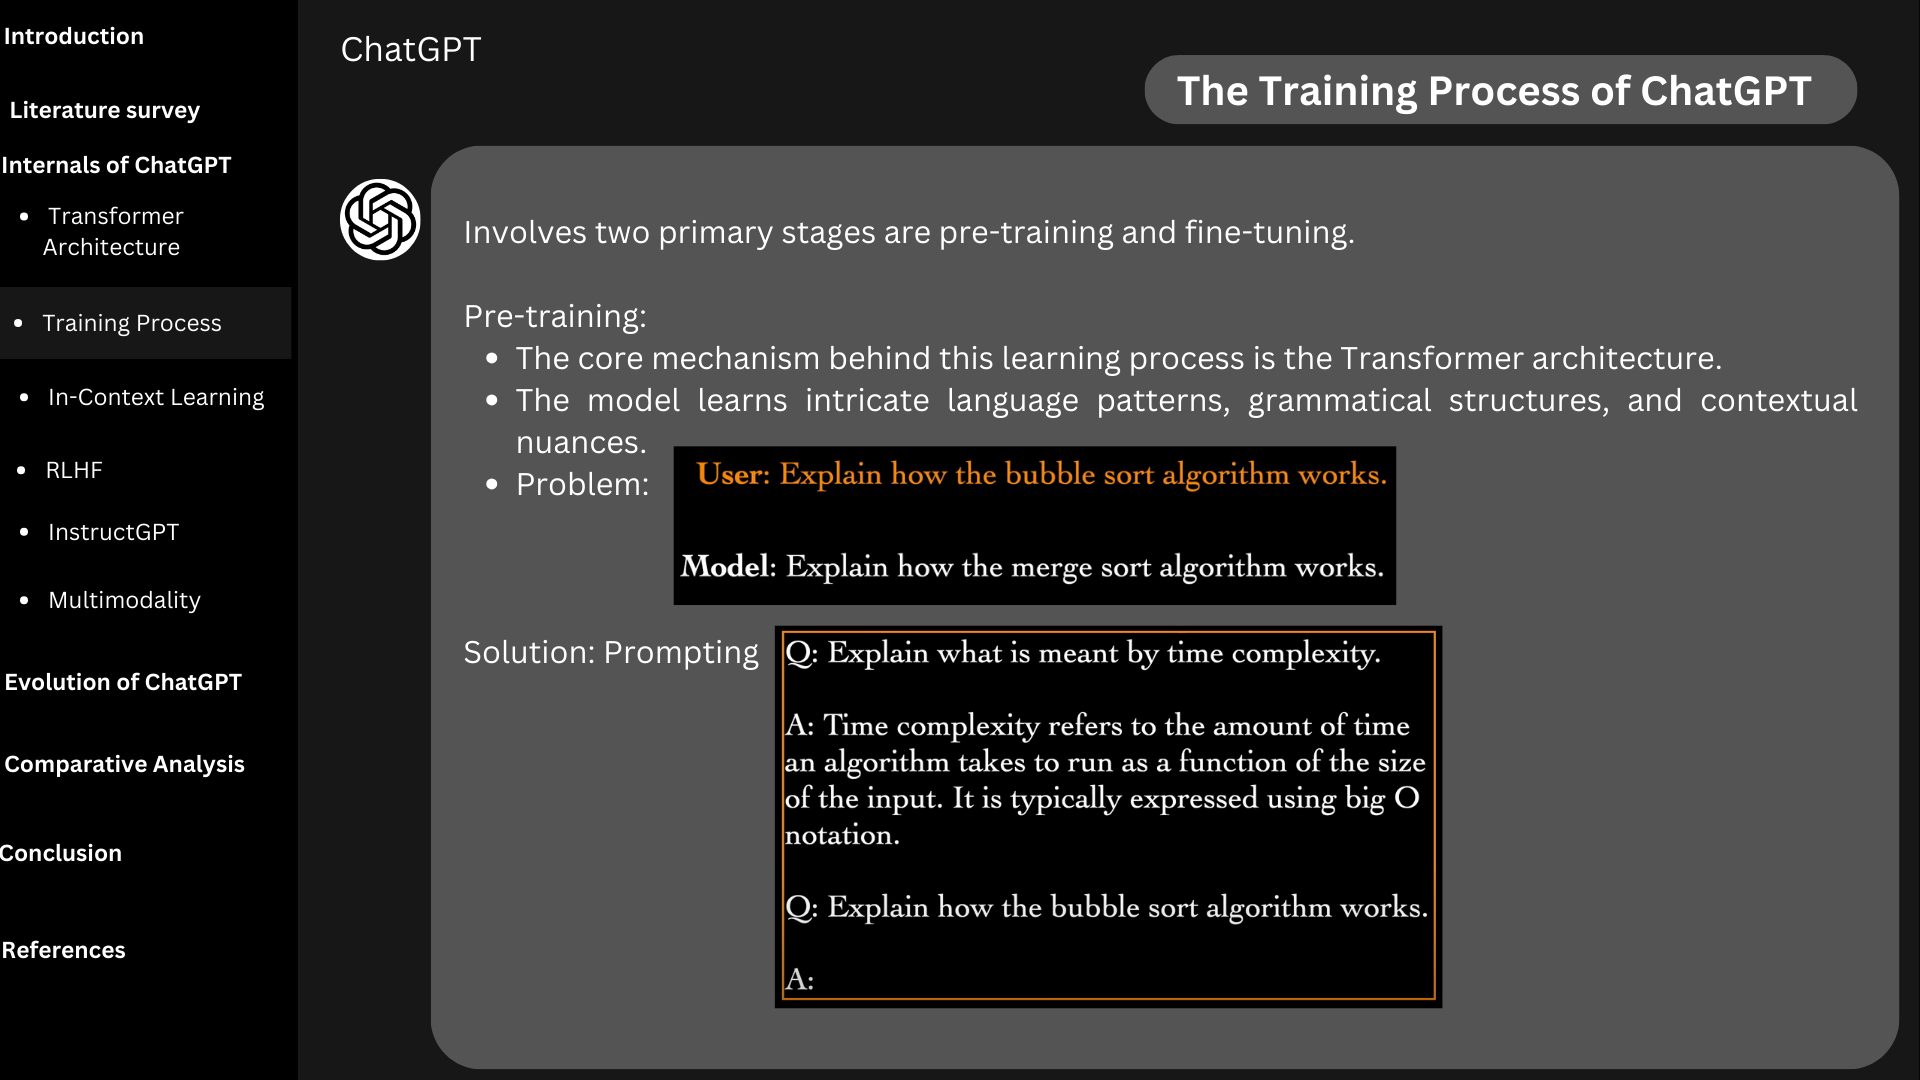 Introduction
Literature survey
Internals of ChatGPT
• Transformer
Architecture
• Training Process
• In-Context Learning
• RLHF
• InstructGPT
• Multimodality
Evolution of ChatGPT
Comparative Analysis
Conclusion
References
ChatGPT
The Training Process of ChatGPT
Involves two primary stages are pre-training and fine-tuning.
Pre-training:
• The core mechanism behind this learning process is the Transformer architecture.
• The model learns intricate language patterns, grammatical structures, and contextual
nuances.
• Problem:
User: Explain how the bubble sort algorithm works.
Model: Explain how the merge sort algorithm works.
Solution: Prompting
Q: Explain what is meant by time complexity.
A: Time complexity refers to the amount of time
an algorithm takes to run as a function of the size
of the input. It is typically expressed using big O
notation.
Q: Explain how the bubble sort algorithm works.
A: